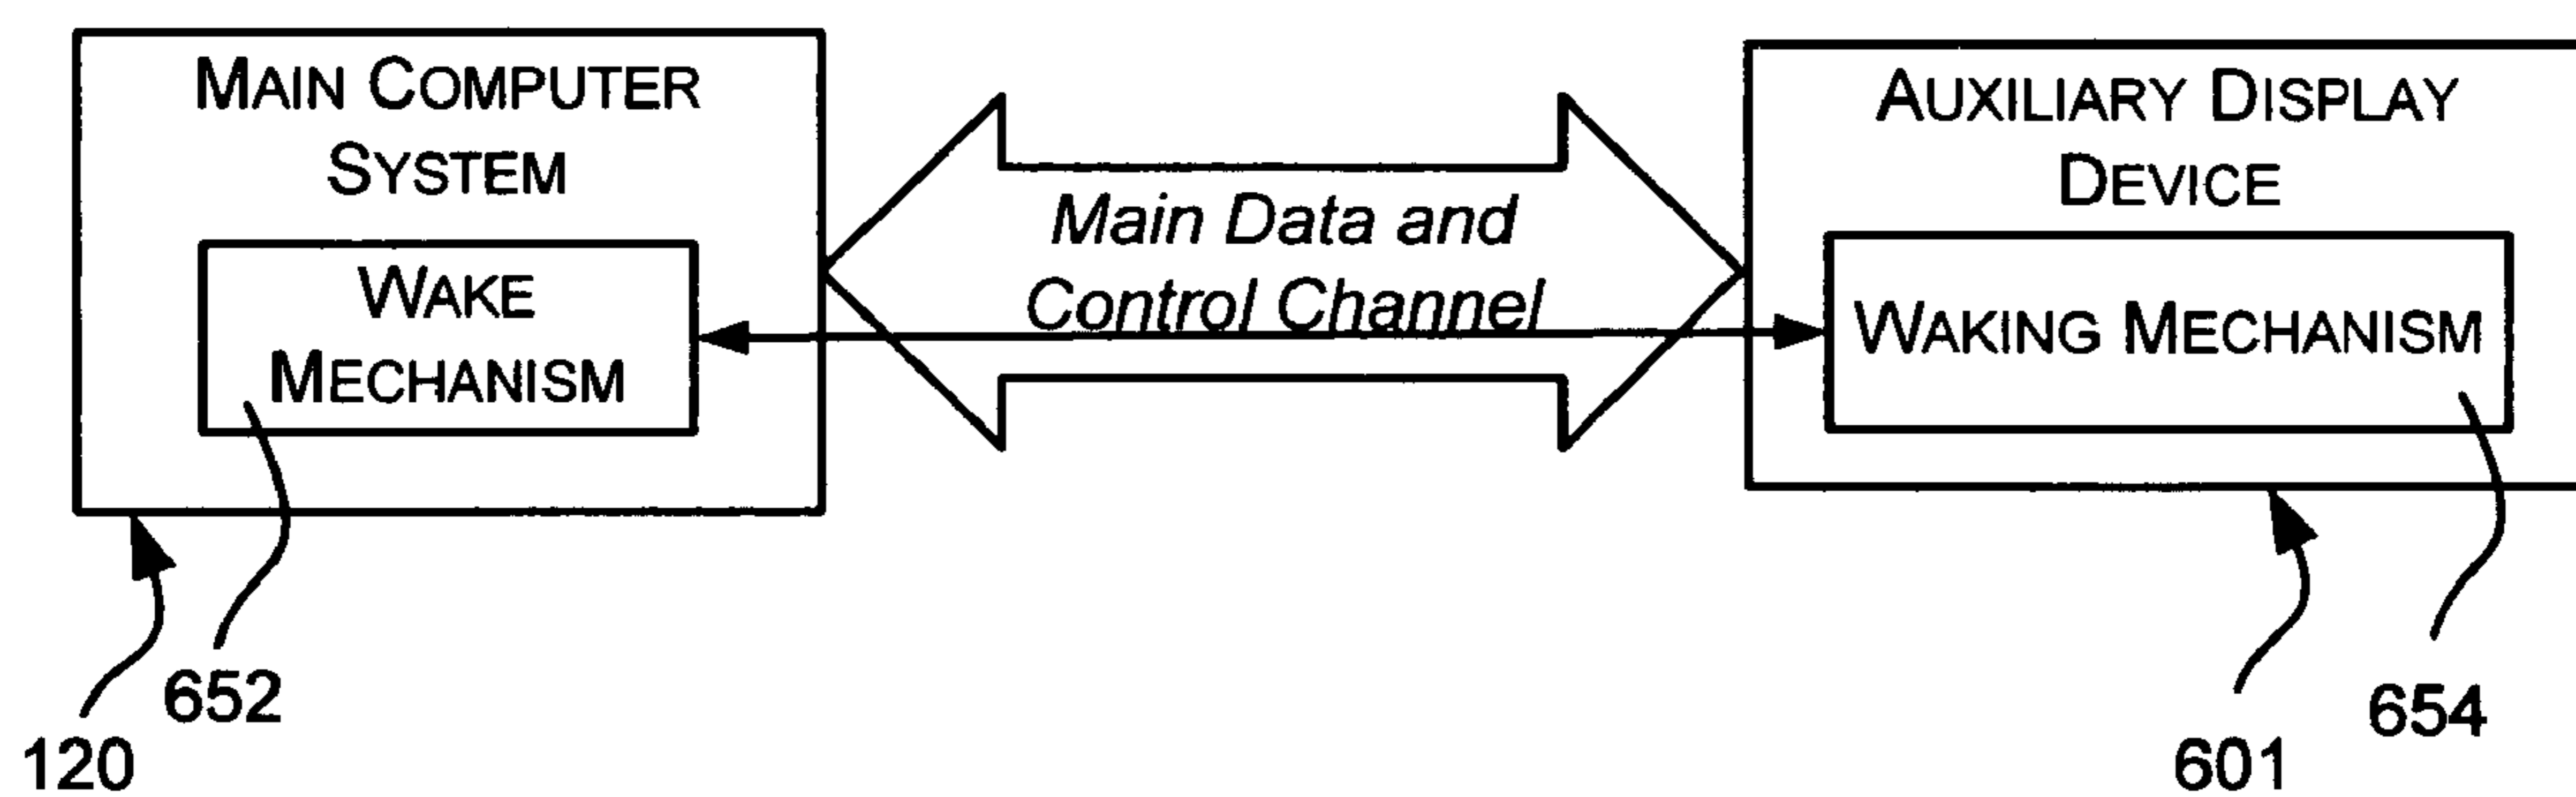 MAIN COMPUTER
SYSTEM
WAKE
MECHANISM
Main Data and
Control Channel
AUXILIARY DISPLAY
DEVICE
WAKING MECHANISM
652
120
654
601